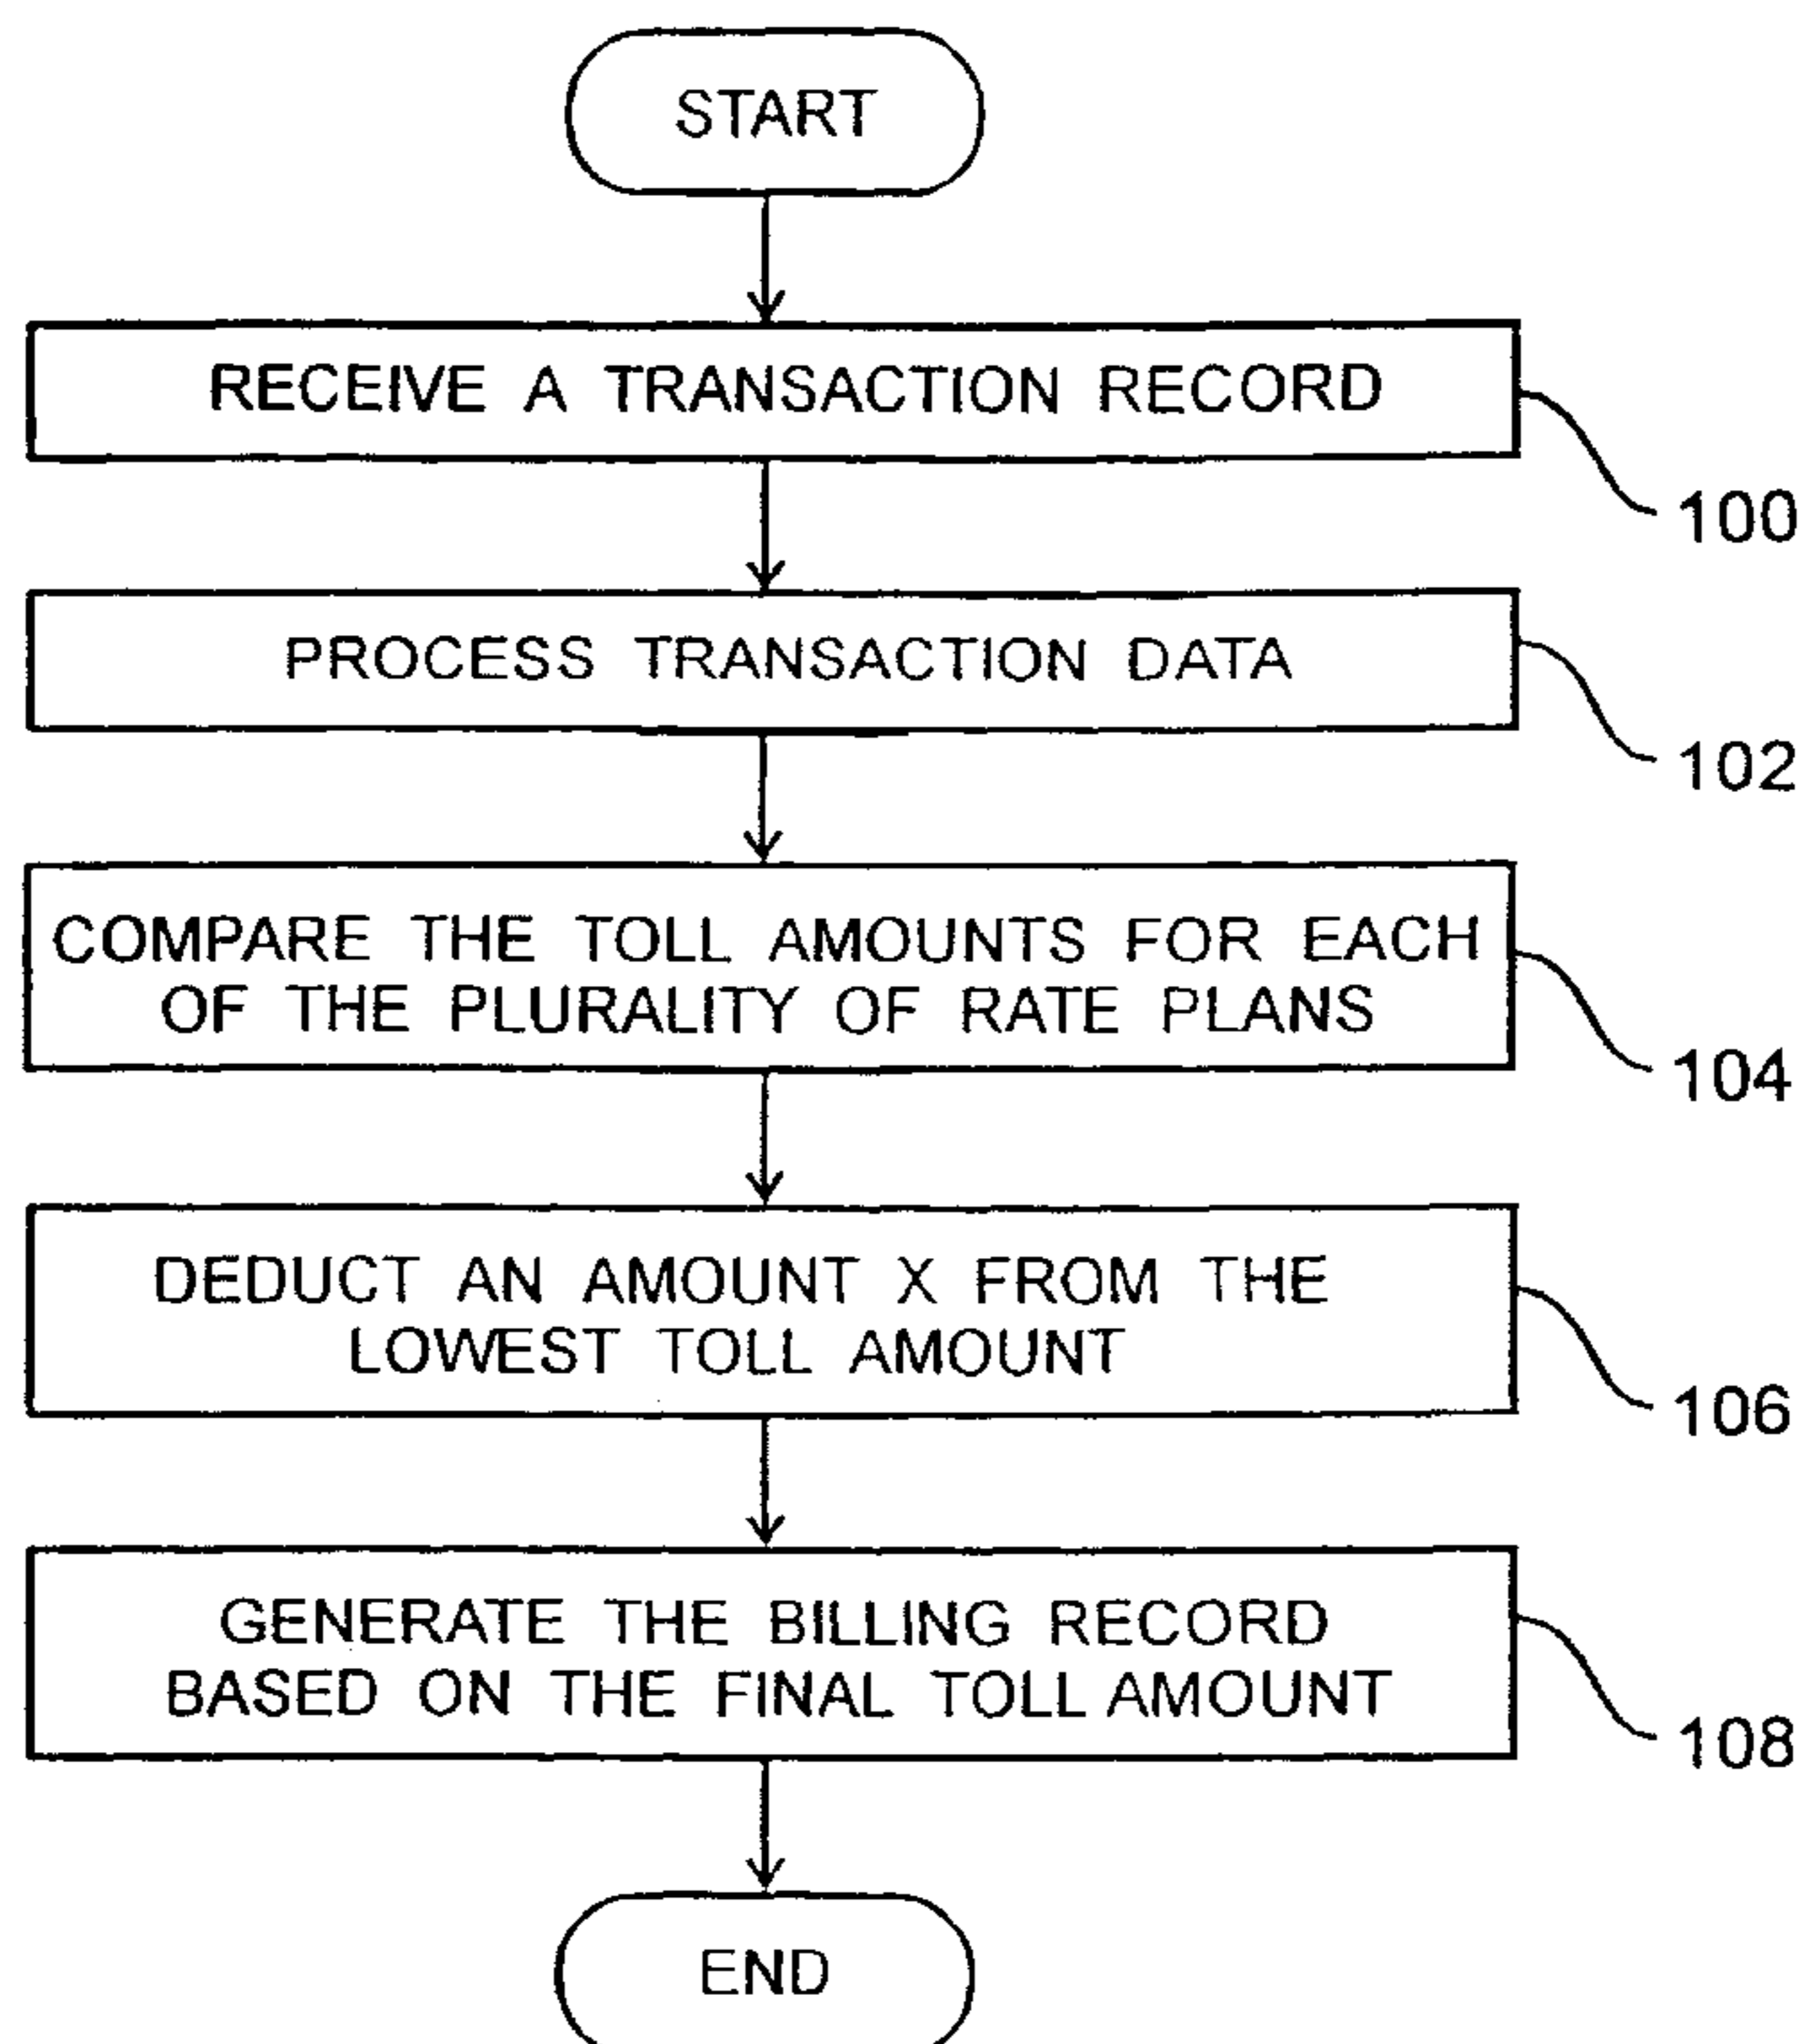 START
RECEIVE A TRANSACTION RECORD
100
PROCESS TRANSACTION DATA
102
COMPARE THE TOLL AMOUNTS FOR EACH
OF THE PLURALITY OF RATE PLANS
104
DEDUCT AN AMOUNT X FROM THE
LOWEST TOLL AMOUNT
106
GENERATE THE BILLING RECORD
BASED ON THE FINAL TOLL AMOUNT
108
END